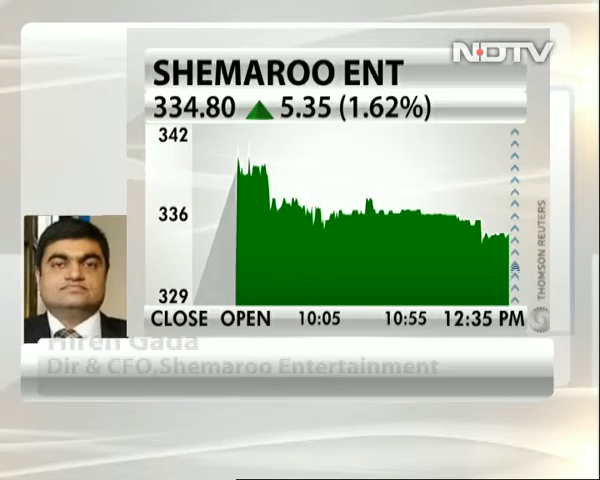 NDTV
SHEMAROO ENT
334.80 5.35 (1.62%)
342
336
329
CLOSE OPEN 10:05 10:55 12:35 PM
THOMSON REUTERS
Hiren Gada
Dir & CFO,Shemaroo Entertainment